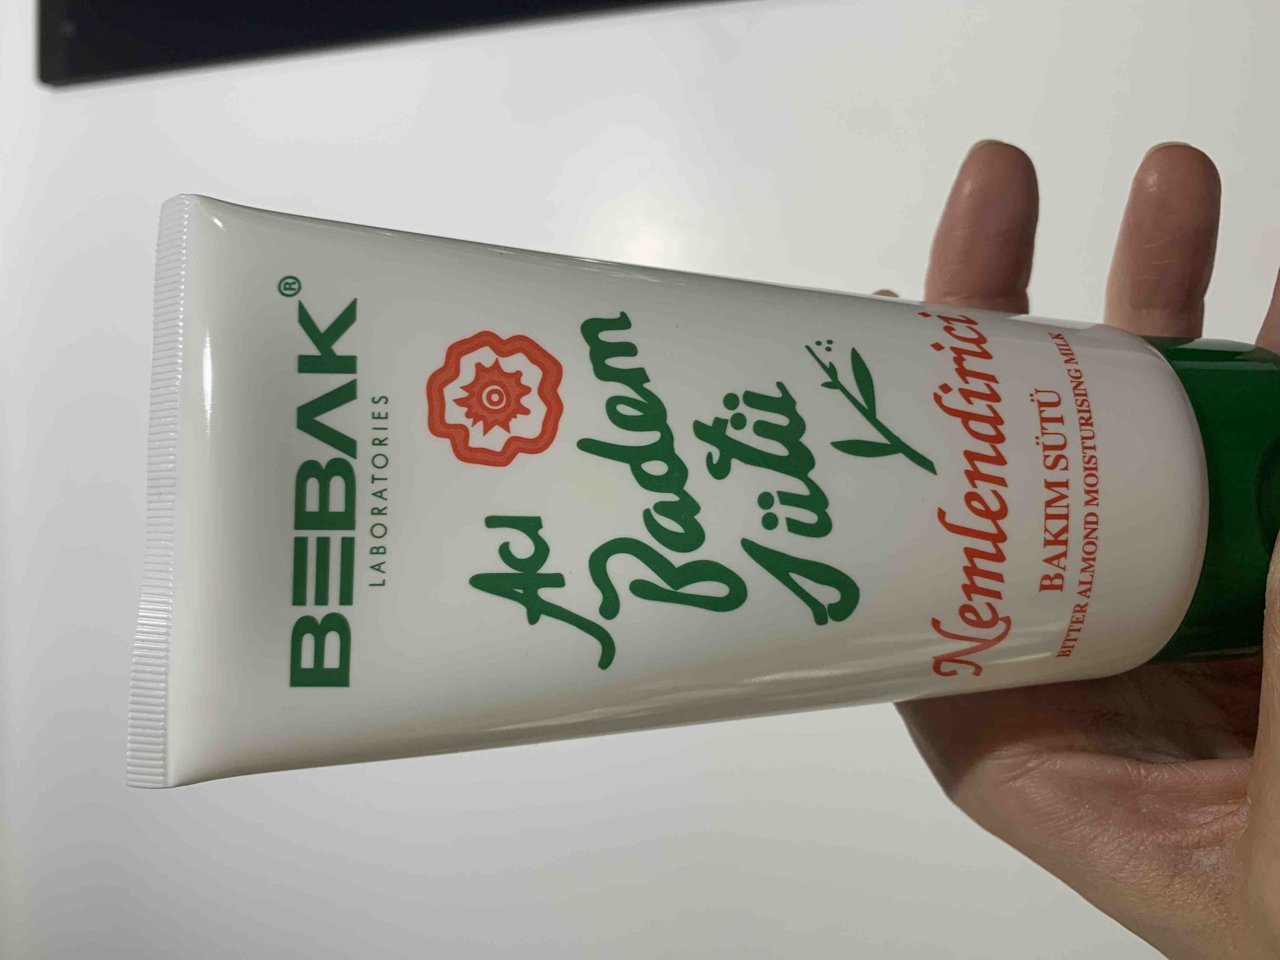 BEBAK®
LABORATORIES
Acı
Badem
Sütü
Nemlendirici
BAKIM SÜTÜ
BITTER ALMOND MOISTURISING MILK